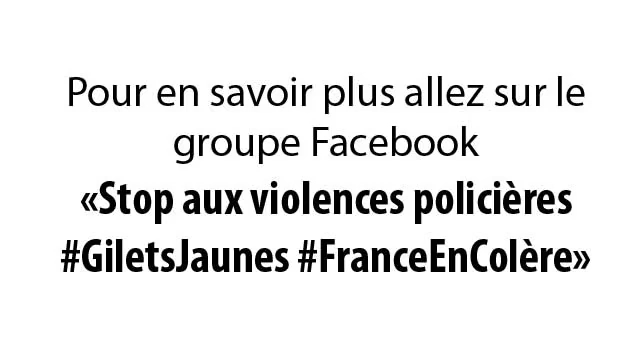 Pour en savoir plus allez sur le
groupe Facebook
«Stop aux violences policières
#GiletsJaunes #FranceEnColère»